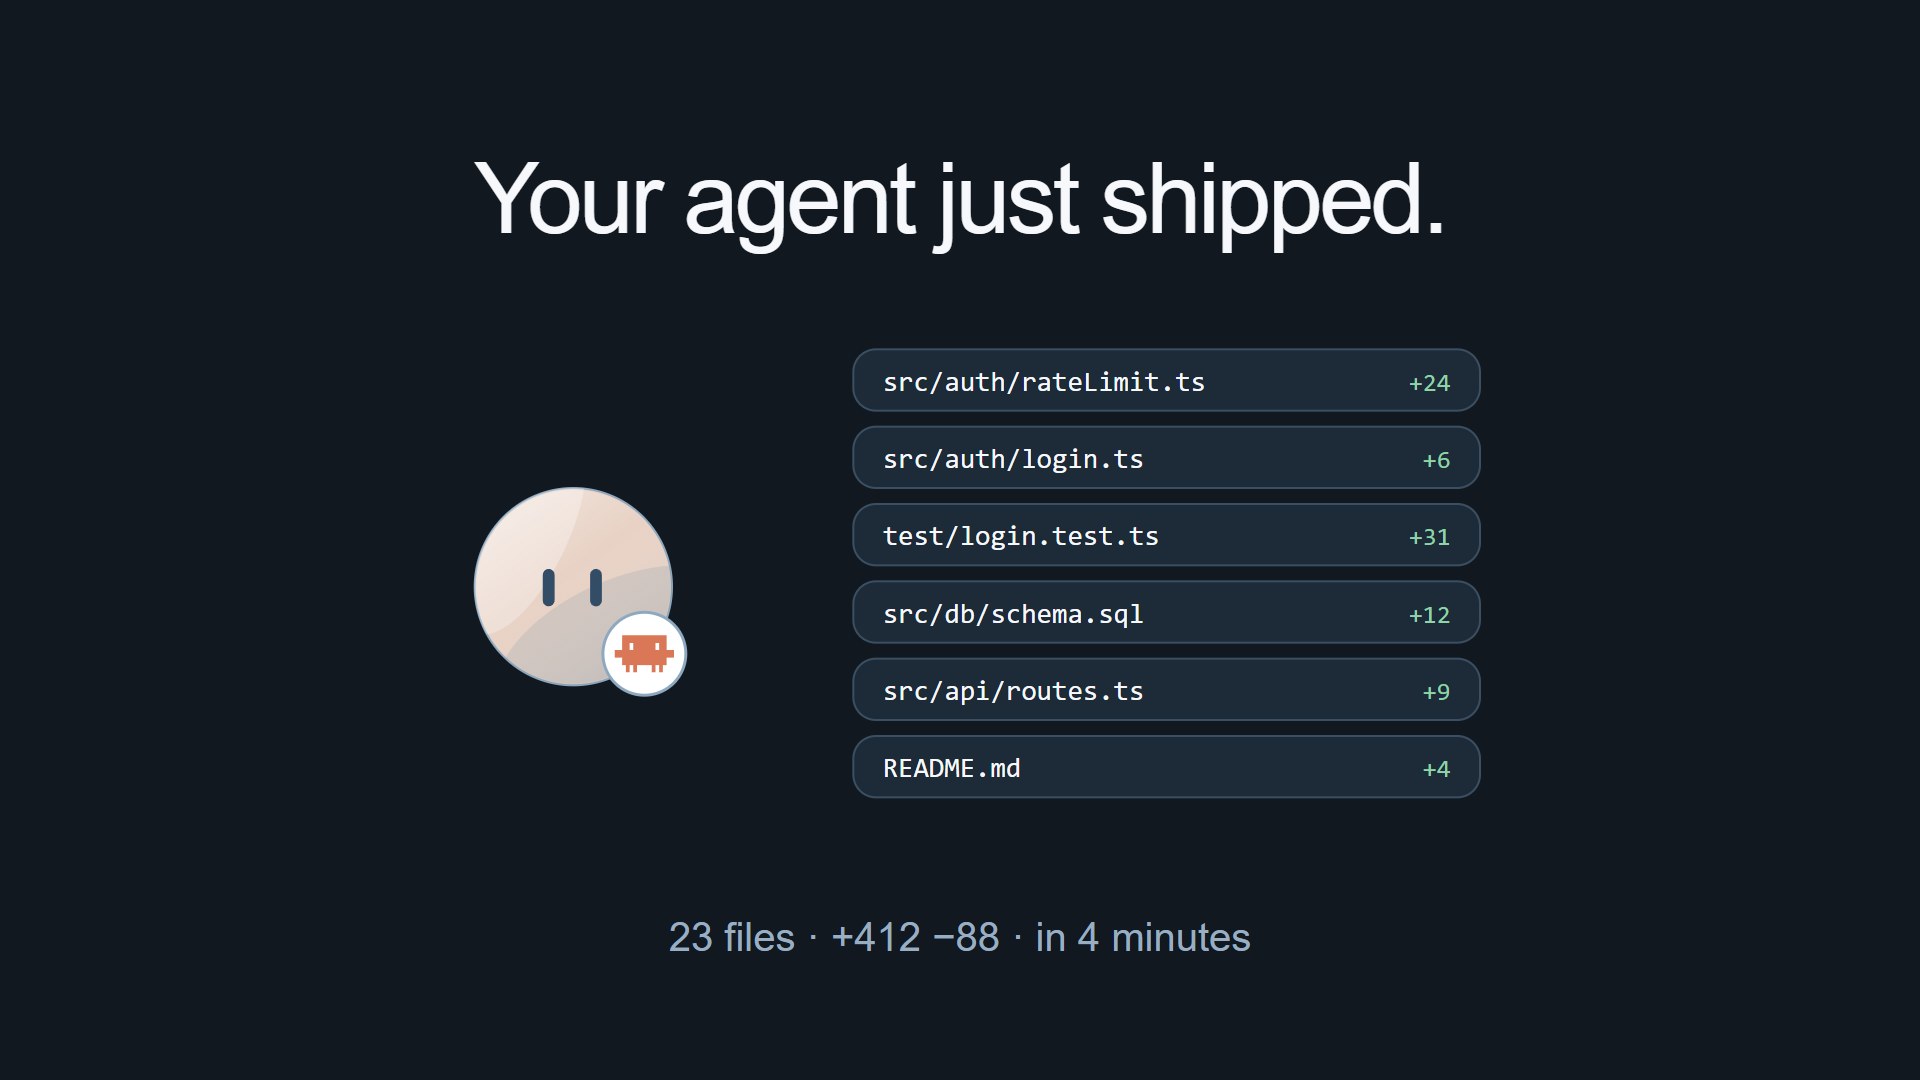 Your agent just shipped.
src/auth/rateLimit.ts +24
src/auth/login.ts +6
test/login.test.ts +31
src/db/schema.sql +12
src/api/routes.ts +9
README.md +4
23 files · +412 −88 · in 4 minutes